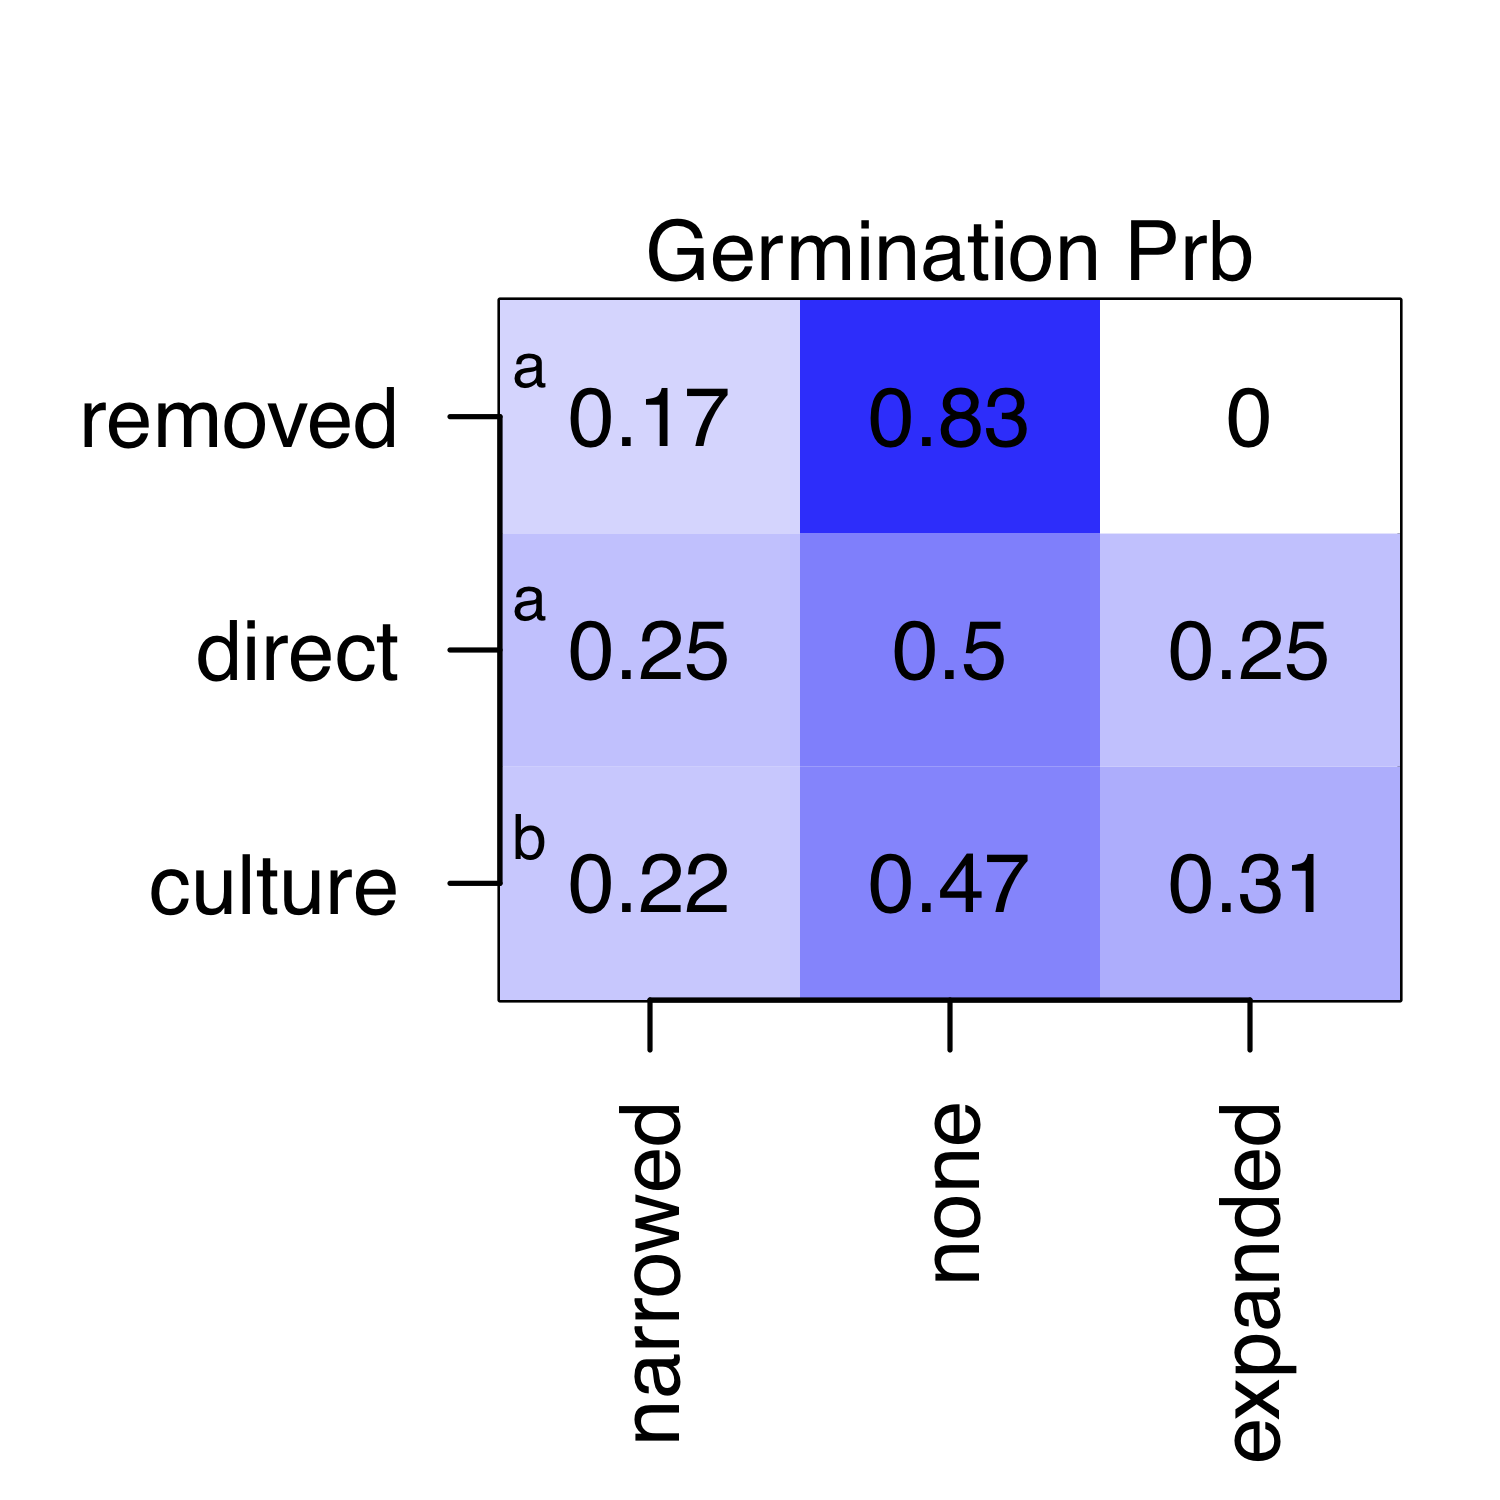 Germination Prb
removed a 0.17 0.83 0
direct a 0.25 0.5 0.25
culture b 0.22 0.47 0.31
narrowed none expanded